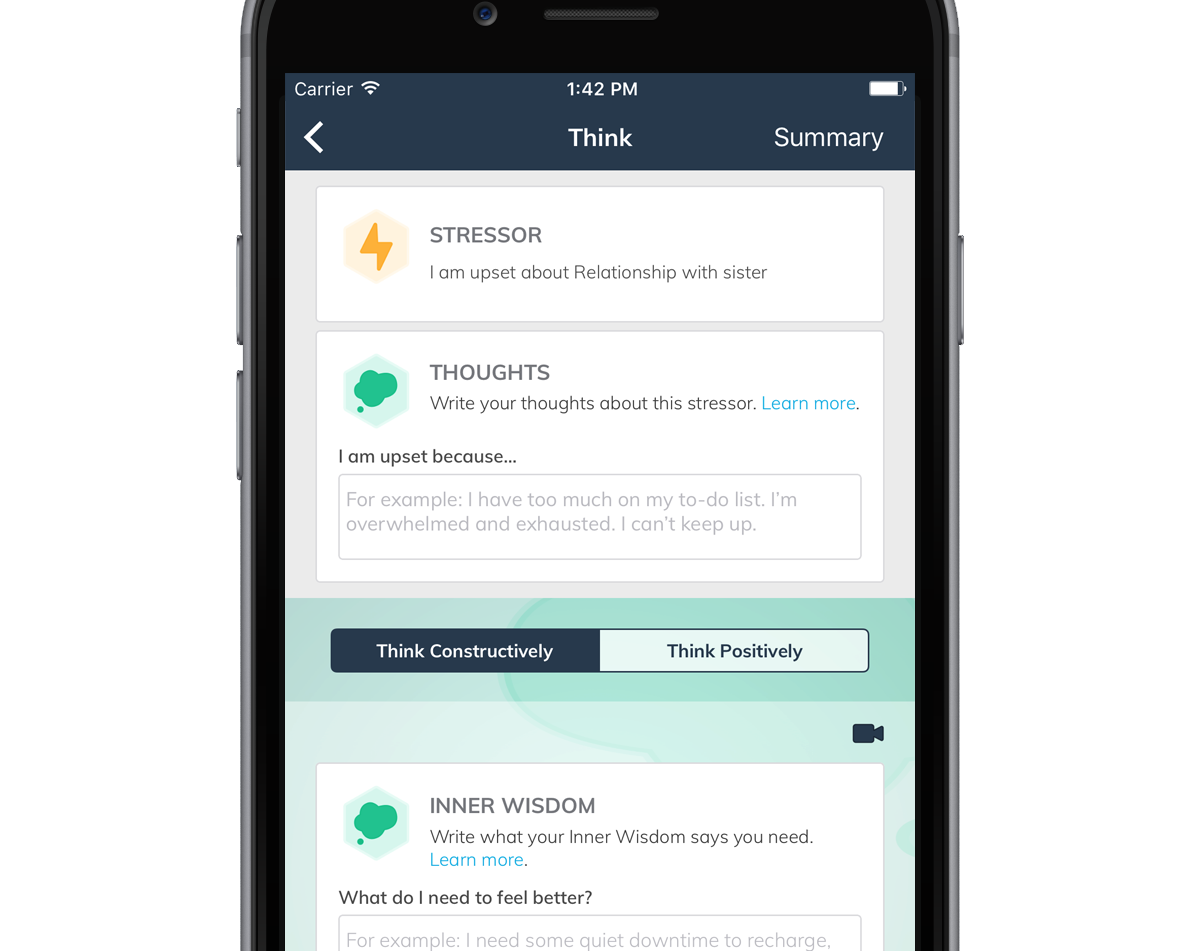 Carrier 1:42 PM
Think Summary
STRESSOR
I am upset about Relationship with sister
THOUGHTS
Write your thoughts about this stressor. Learn more.
I am upset because...
For example: I have too much on my to-do list. I’m
overwhelmed and exhausted. I can’t keep up.
Think Constructively Think Positively
INNER WISDOM
Write what your Inner Wisdom says you need.
Learn more.
What do I need to feel better?
For example: I need some quiet downtime to recharge,